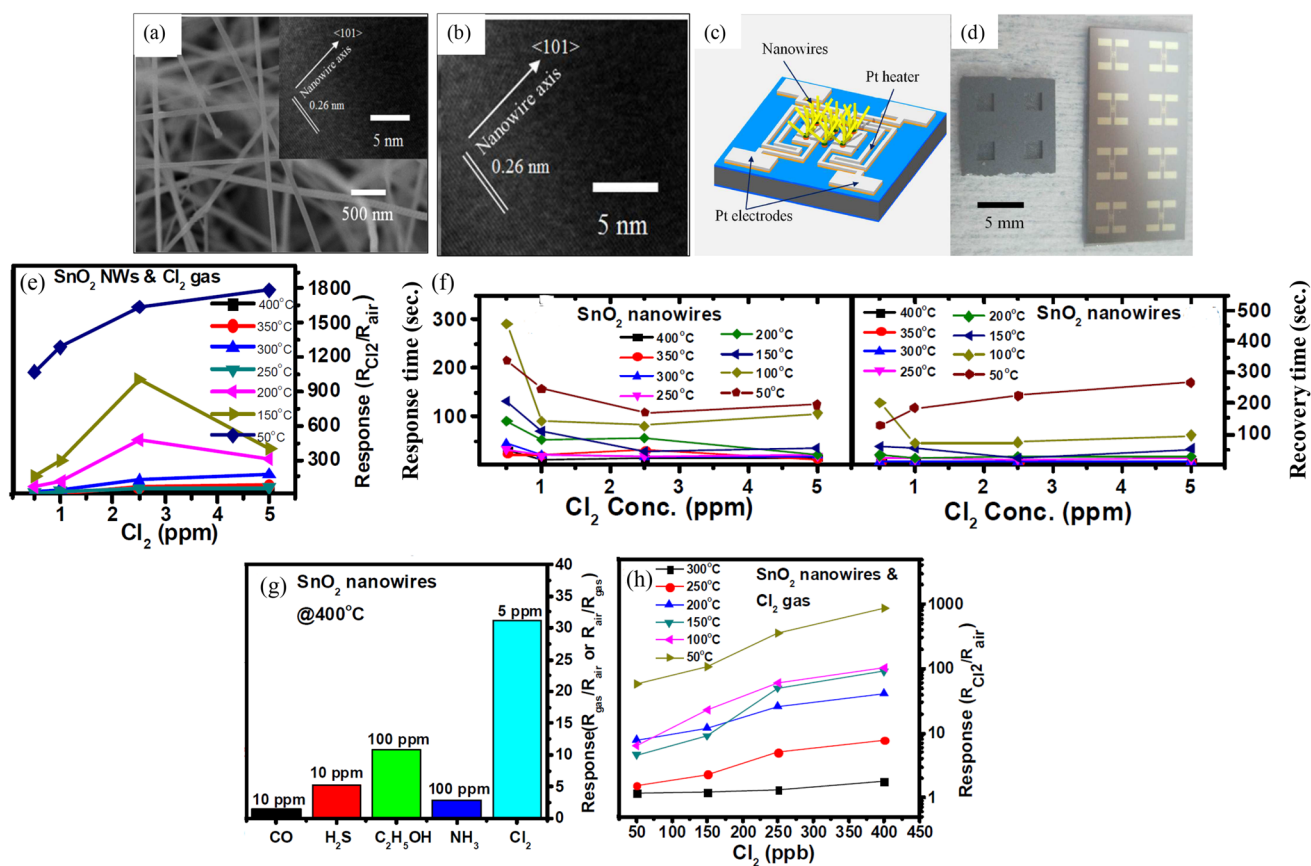 (a)
<101>
Nanowire axis
0.26 nm
5 nm
500 nm
(b)
<101>
Nanowire axis
0.26 nm
5 nm
(c)
Nanowires
Pt heater
Pt electrodes
(d)
5 mm
(e)
SnO2 NWs & Cl2 gas
400°C
350°C
300°C
250°C
200°C
150°C
50°C
1800
1500
1200
900
600
300
Response (RCl2/Rair)
0 1 2 3 4 5
Cl2 (ppm)
(f)
Response time (sec.)
300
200
100
SnO2 nanowires
400°C
350°C
300°C
250°C
200°C
150°C
100°C
50°C
0 1 2 3 4 5
Cl2 Conc. (ppm)
SnO2 nanowires
400°C
350°C
300°C
250°C
200°C
150°C
100°C
50°C
500
400
300
200
100
Recovery time (sec.)
0 1 2 3 4 5
Cl2 Conc. (ppm)
(g)
SnO2 nanowires
@400°C
10 ppm
10 ppm
100 ppm
100 ppm
5 ppm
CO H2S C2H5OH NH3 Cl2
40
35
30
25
20
15
10
5
0
Response(Rgas/Rair or Rair/Rgas)
(h)
300°C
250°C
200°C
150°C
100°C
50°C
SnO2 nanowires &
Cl2 gas
1000
100
10
1
Response (RCl2/Rair)
50 100 150 200 250 300 350 400 450
Cl2 (ppb)